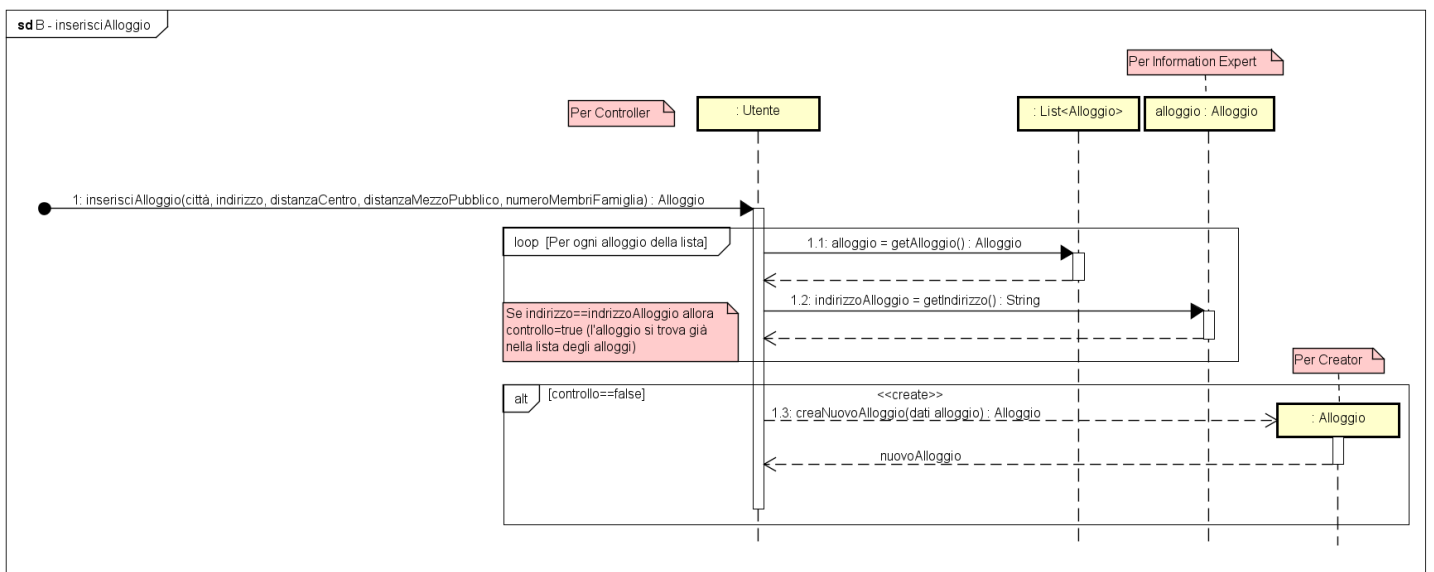 sd B - inserisciAlloggio
Per Information Expert
Per Controller
: Utente
: List<Alloggio>
alloggio : Alloggio
1: inserisciAlloggio(città, indirizzo, distanzaCentro, distanzaMezzoPubblico, numeroMembriFamiglia) : Alloggio
loop [Per ogni alloggio della lista]
1.1: alloggio = getAlloggio() : Alloggio
1.2: indirizzoAlloggio = getIndirizzo() : String
Se indirizzo==indrizzoAlloggio allora
controllo=true (l'alloggio si trova già
nella lista degli alloggi)
Per Creator
alt [controllo==false]
<<create>>
1.3: creaNuovoAlloggio(dati alloggio) : Alloggio
: Alloggio
nuovoAlloggio